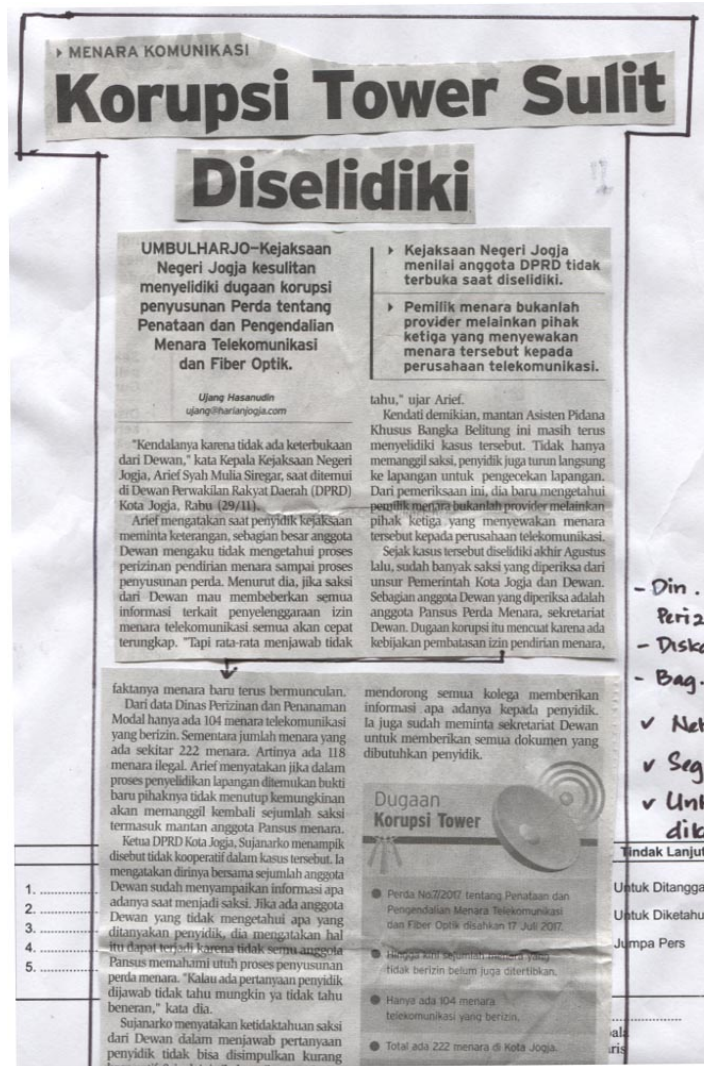 MENARA KOMUNIKASI
Korupsi Tower Sulit
Diselidiki
UMBULHARJO–Kejaksaan
Negeri Jogja kesulitan
menyelidiki dugaan korupsi
penyusunan Perda tentang
Penataan dan Pengendalian
Menara Telekomunikasi
dan Fiber Optik.
Ujang Hasanudin
ujang@harianjogja.com
Kejaksaan Negeri Jogja
menilai anggota DPRD tidak
terbuka saat diselidiki.
Pemilik menara bukanlah
provider melainkan pihak
ketiga yang menyewakan
menara tersebut kepada
perusahaan telekomunikasi.
"Kendalanya karena tidak ada keterbukaan
dari Dewan," kata Kepala Kejaksaan Negeri
Jogja, Arief Syah Mulia Siregar, saat ditemui
di Dewan Perwakilan Rakyat Daerah (DPRD)
Kota Jogja, Rabu (29/11).
Arief mengatakan saat penyidik kejaksaan
meminta keterangan, sebagian besar anggota
Dewan mengaku tidak mengetahui proses
perizinan pendirian menara sampai proses
penyusunan perda. Menurut dia, jika saksi
dari Dewan mau membeberkan semua
informasi terkait penyelenggaraan izin
menara telekomunikasi semua akan cepat
terungkap. "Tapi rata-rata menjawab tidak
tahu," ujar Arief.
Kendati demikian, mantan Asisten Pidana
Khusus Bangka Belitung ini masih terus
menyelidiki kasus tersebut. Tidak hanya
memanggil saksi, penyidik juga turun langsung
ke lapangan untuk pengecekan lapangan.
Dari pemeriksaan ini, dia baru mengetahui
pemilik menara bukanlah provider melainkan
pihak ketiga yang menyewakan menara
tersebut kepada perusahaan telekomunikasi.
Sejak kasus tersebut diselidiki akhir Agustus
lalu, sudah banyak saksi yang diperiksa dari
unsur Pemerintah Kota Jogja dan Dewan.
Sebagian anggota Dewan yang diperiksa adalah
anggota Pansus Perda Menara, sekretariat
Dewan. Dugaan korupsi itu mencuat karena ada
kebijakan pembatasan izin pendirian menara,
faktanya menara baru terus bermunculan.
Dari data Dinas Perizinan dan Penanaman
Modal hanya ada 104 menara telekomunikasi
yang berizin. Sementara jumlah menara yang
ada sekitar 222 menara. Artinya ada 118
menara ilegal. Arief menyatakan jika dalam
proses penyelidikan lapangan ditemukan bukti
baru pihaknya tidak menutup kemungkinan
akan memanggil kembali sejumlah saksi
termasuk mantan anggota Pansus menara.
Ketua DPRD Kota Jogja, Sujanarko menampik
disebut tidak kooperatif dalam kasus tersebut. Ia
mengatakan dirinya bersama sejumlah anggota
Dewan sudah menyampaikan informasi apa
adanya saat menjadi saksi. Jika ada anggota
Dewan yang tidak mengetahui apa yang
ditanyakan penyidik, dia mengatakan hal
itu dapat terjadi karena tidak semu anggota
Pansus memahami utuh proses penyusunan
perda menara. "Kalau ada pertanyaan penyidik
dijawab tidak tahu mungkin ya tidak tahu
beneran," kata dia.
Sujanarko menyatakan ketidaktahuan saksi
dari Dewan dalam menjawab pertanyaan
penyidik tidak bisa disimpulkan kurang
mendorong semua kolega memberikan
informasi apa adanya kepada penyidik.
Ia juga sudah meminta sekretariat Dewan
untuk memberikan semua dokumen yang
dibutuhkan penyidik.
Dugaan
Korupsi Tower
Perda No.7/2017 tentang Penataan dan
Pengendalian Menara Telekomunikasi
dan Fiber Optik disahkan 17 Juli 2017.
Hingga kini sejumlah menara yang
tidak berizin belum juga ditertibkan.
Hanya ada 104 menara
telekomunikasi yang berizin.
Total ada 222 menara di Kota Jogja.
- Din.
Periz
- Disko
- Bag.
v Net
v Seg
v Unt
dik
Tindak Lanjut
Untuk Ditangga
Untuk Diketahu
Jumpa Pers
1. ..................
2. ..................
3. ..................
4. ..................
5. ..................